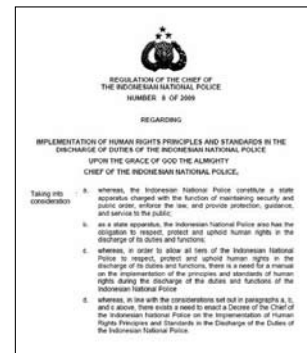 REGULATION OF THE CHIEF OF
THE INDONESIAN NATIONAL POLICE
NUMBER 8 OF 2009
REGARDING
IMPLEMENTATION OF HUMAN RIGHTS PRINCIPLES AND STANDARDS IN THE
DISCHARGE OF DUTIES OF THE INDONESIAN NATIONAL POLICE
UPON THE GRACE OF GOD THE ALMIGHTY
CHIEF OF THE INDONESIAN NATIONAL POLICE,
Taking into consideration : a. whereas, the Indonesian National Police constitute a state
apparatus charged with the function of maintaining security and
public order, enforce the law, and provide protection, guidance,
and service to the public;
b. as a state apparatus, the Indonesian National Police also has the
obligation to respect, protect and uphold human rights in the
discharge of its duties and functions;
c. whereas, in order to allow all tiers of the Indonesian National
Police to respect, protect and uphold human rights in the
discharge of its duties and functions, there is a need for a manual
on the implementation of the principles and standards of human
rights during the discharge of the duties and functions of the
Indonesian National Police
d. whereas, in line with the considerations set out in paragraphs a, b,
and c above, there exists a need to enact a Decree of the Chief of
the Indonesian National Police on the Implementation of Human
Rights Principles and Standards in the Discharge of the Duties of
the Indonesian National Police.